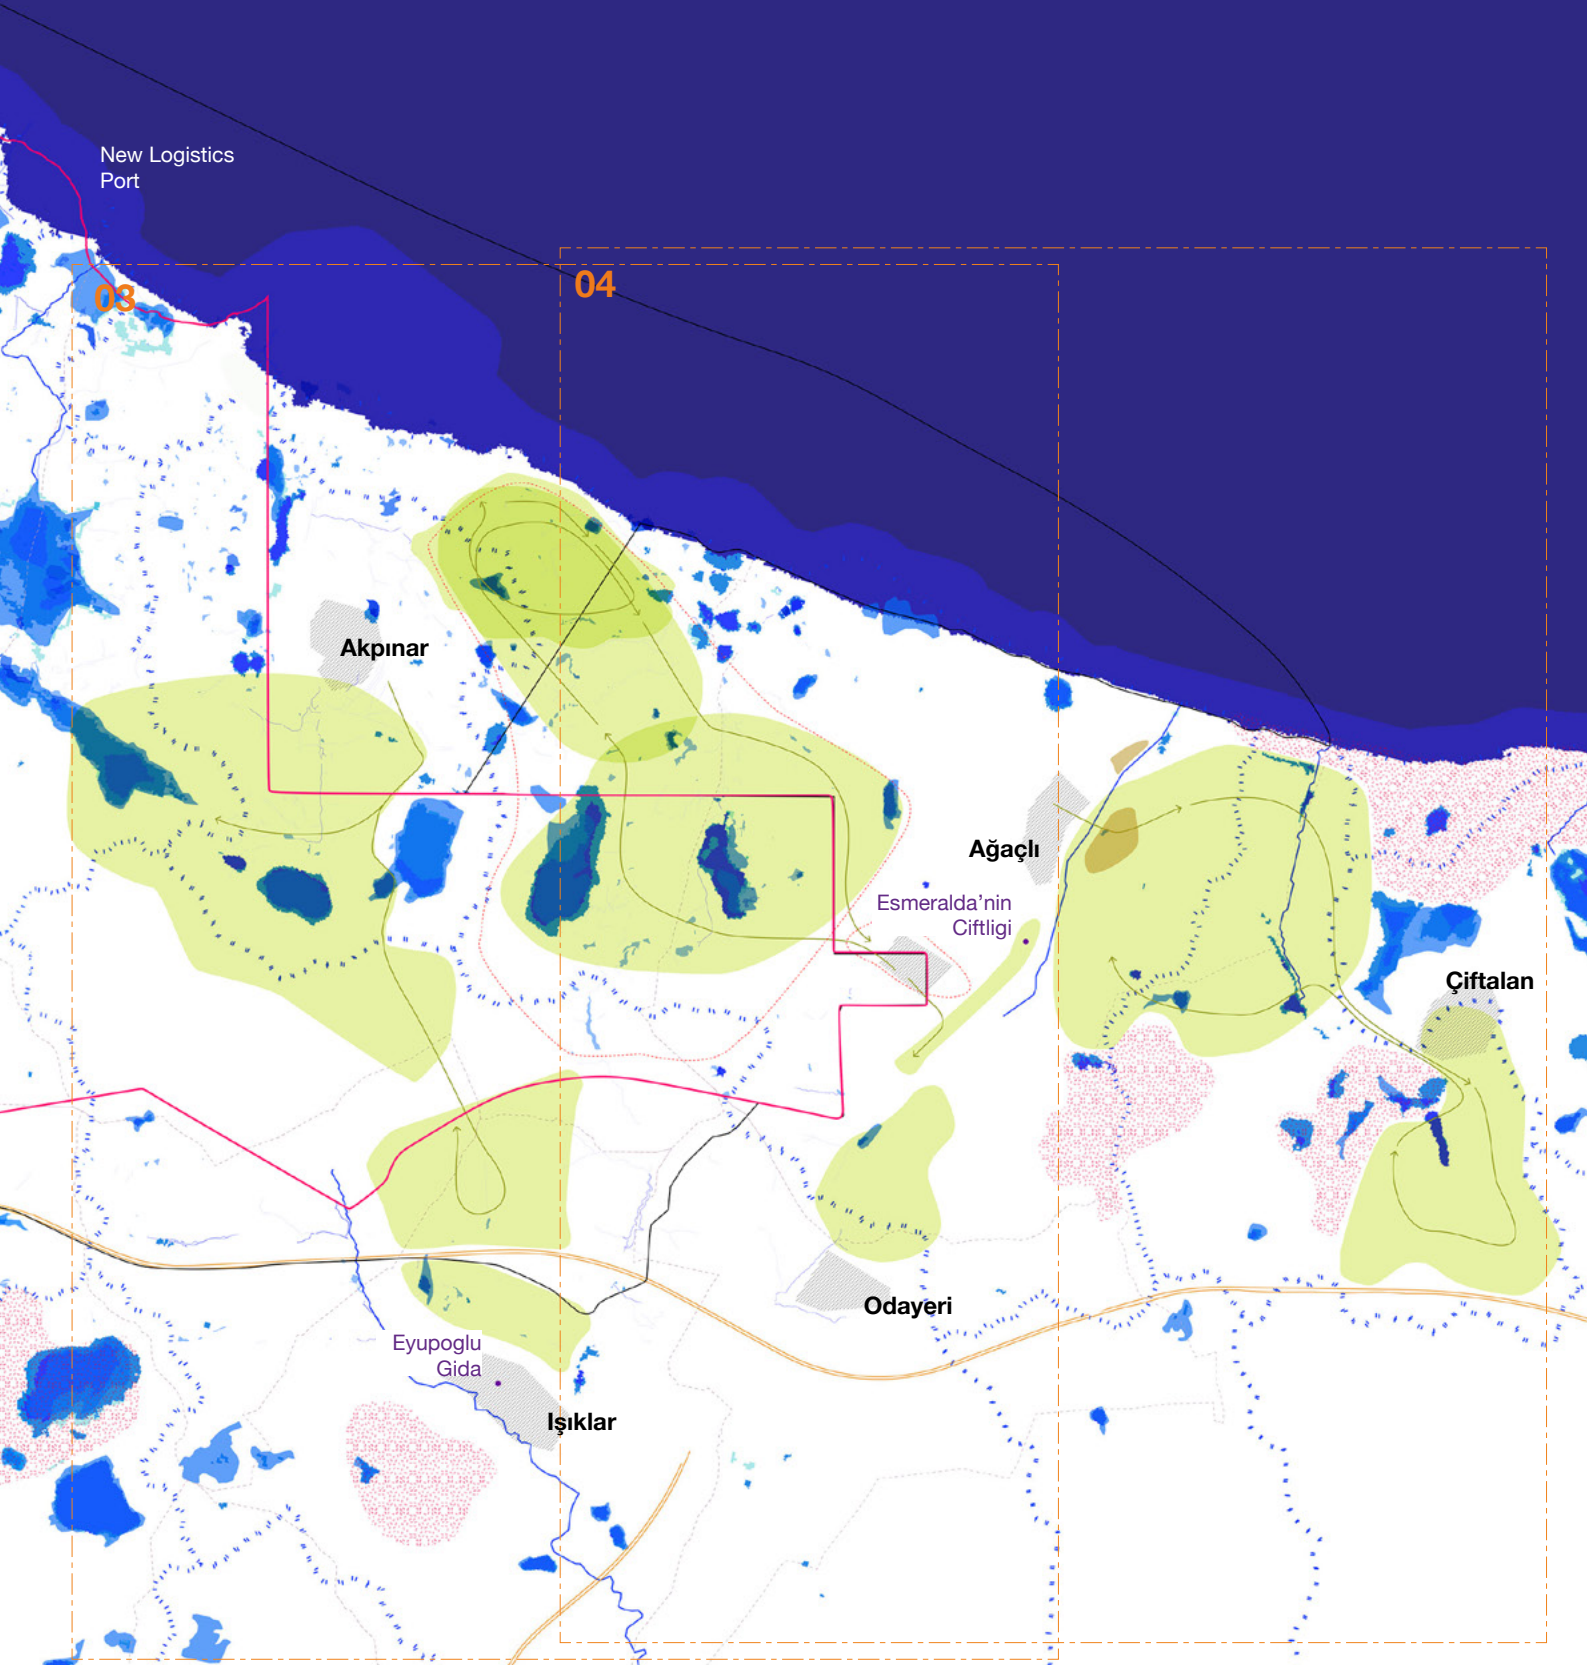 New Logistics
Port
03
04
Akpınar
Ağaçlı
Esmeralda'nin
Ciftligi
Çiftalan
Odayeri
Eyupoglu
Gida
Işıklar